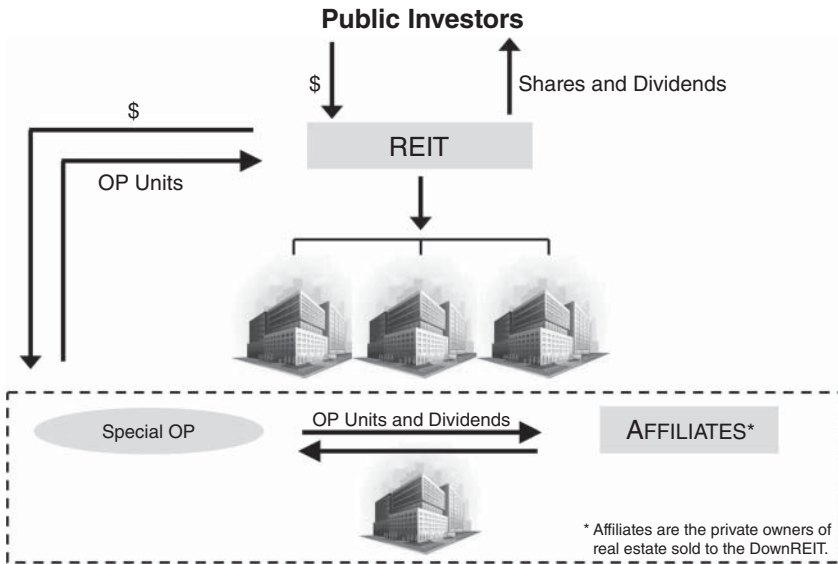 Public Investors
$
Shares and Dividends
$
REIT
OP Units
Special OP
OP Units and Dividends
AFFILIATES*
* Affiliates are the private owners of
real estate sold to the DownREIT.